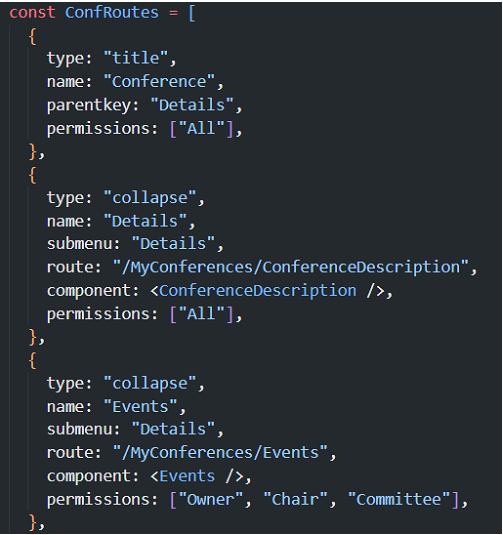 const ConfRoutes = [
  {
    type: "title",
    name: "Conference",
    parentkey: "Details",
    permissions: ["All"],
  },
  {
    type: "collapse",
    name: "Details",
    submenu: "Details",
    route: "/MyConferences/ConferenceDescription",
    component: <ConferenceDescription />,
    permissions: ["All"],
  },
  {
    type: "collapse",
    name: "Events",
    submenu: "Details",
    route: "/MyConferences/Events",
    component: <Events />,
    permissions: ["Owner", "Chair", "Committee"],
  },